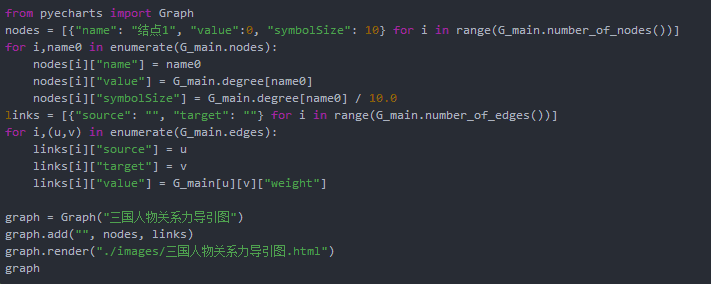 from pyecharts import Graph
nodes = [{"name": "结点1", "value":0, "symbolSize": 10} for i in range(G_main.number_of_nodes())]
for i,name0 in enumerate(G_main.nodes):
    nodes[i]["name"] = name0
    nodes[i]["value"] = G_main.degree[name0]
    nodes[i]["symbolSize"] = G_main.degree[name0] / 10.0
links = [{"source": "", "target": ""} for i in range(G_main.number_of_edges())]
for i,(u,v) in enumerate(G_main.edges):
    links[i]["source"] = u
    links[i]["target"] = v
    links[i]["value"] = G_main[u][v]["weight"]

graph = Graph("三国人物关系力导引图")
graph.add("", nodes, links)
graph.render("./images/三国人物关系力导引图.html")
graph